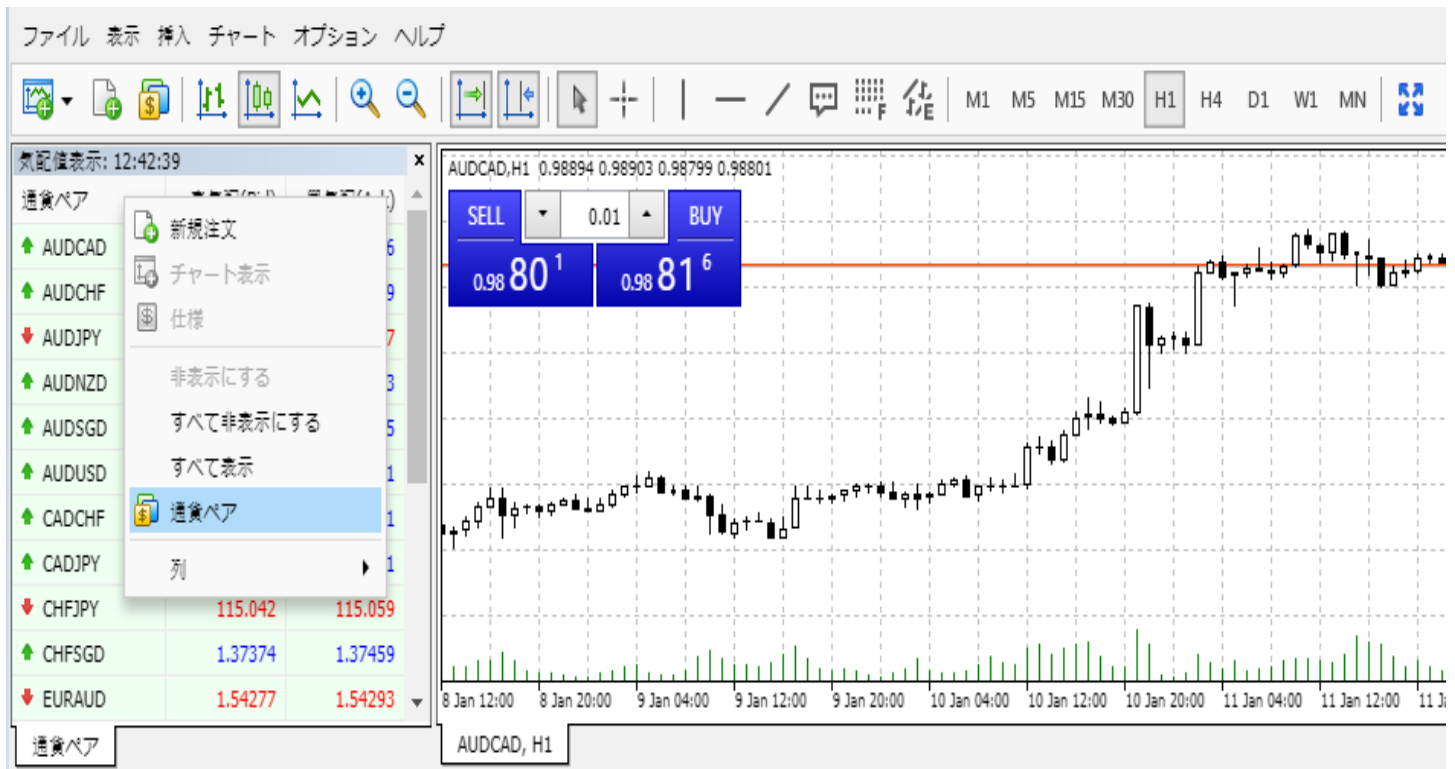 ファイル 表示 挿入 チャート オプション ヘルプ
M1 M5 M15 M30 H1 H4 D1 W1 MN
気配値表示: 12:42:39 x
通貨ペア
新規注文
チャート表示
仕様
非表示にする
すべて非表示にする
すべて表示
通貨ペア
列
AUDCAD 6
AUDCHF 9
AUDJPY 7
AUDNZD 3
AUDSGD 5
AUDUSD 1
CADCHF 1
CADJPY 1
CHFJPY 115.042 115.059
CHFSGD 1.37374 1.37459
EURAUD 1.54277 1.54293
通貨ペア
AUDCAD,H1 0.98894 0.98903 0.98799 0.98801
SELL 0.01 BUY
0.98 80 1 0.98 81 6
8 Jan 12:00 8 Jan 20:00 9 Jan 04:00 9 Jan 12:00 9 Jan 20:00 10 Jan 04:00 10 Jan 12:00 10 Jan 20:00 11 Jan 04:00 11 Jan 12:00
AUDCAD, H1